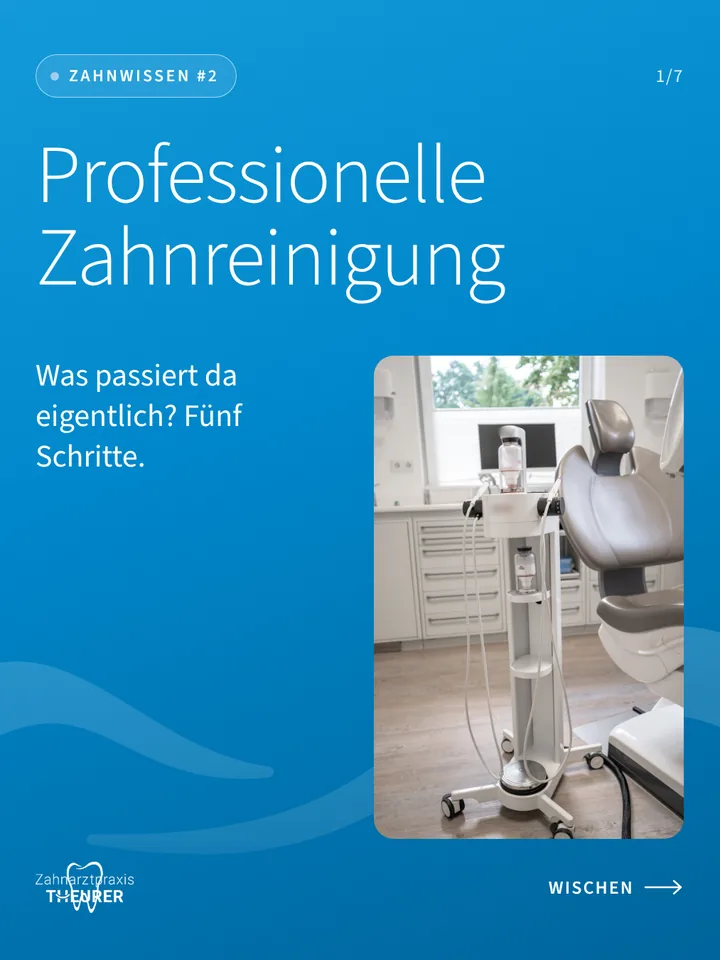 ZAHNWISSEN #2
1/7
Professionelle
Zahnreinigung
Was passiert da
eigentlich? Fünf
Schritte.
Zahnarztpraxis
THEURER
WISCHEN